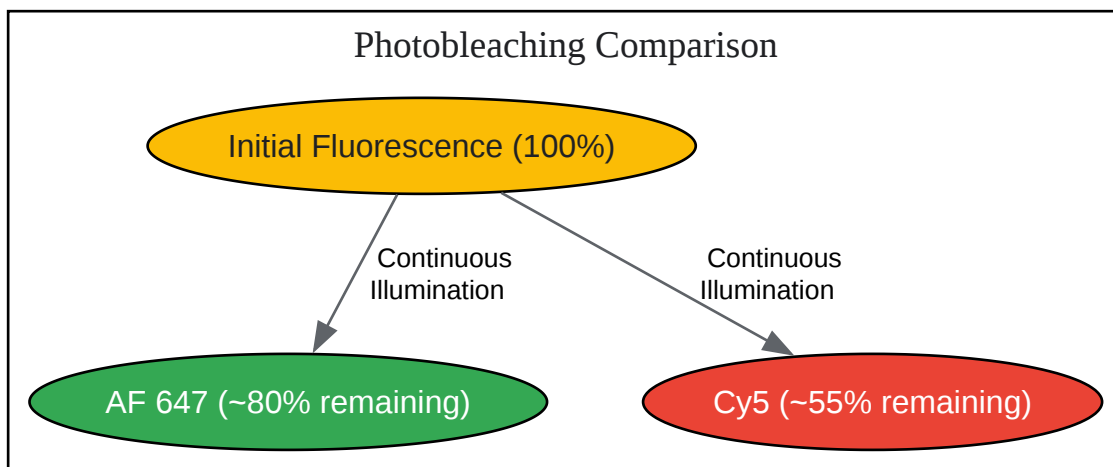 Photobleaching Comparison
Initial Fluorescence (100%)
Continuous
Illumination
Continuous
Illumination
AF 647 (~80% remaining)
Cy5 (~55% remaining)